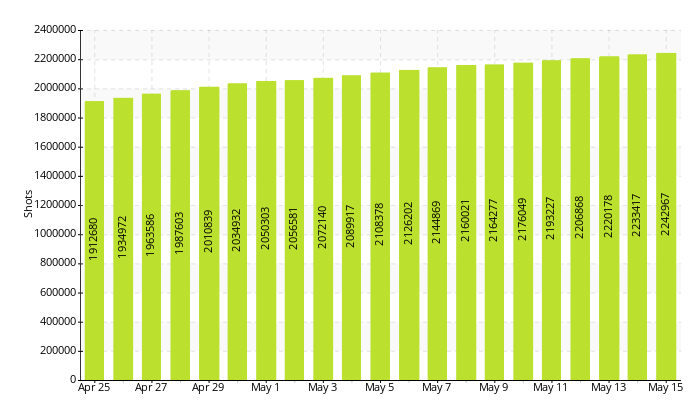 2400000
2200000
2000000
1800000
1600000
1400000
1200000
1000000
800000
600000
400000
200000
0
Shots
1912680
1934972
1963586
1987603
2010839
2034932
2050303
2056581
2072140
2089917
2108378
2126202
2144869
2160021
2164277
2176049
2193227
2206868
2220178
2233417
2242967
Apr 25
Apr 27
Apr 29
May 1
May 3
May 5
May 7
May 9
May 11
May 13
May 15